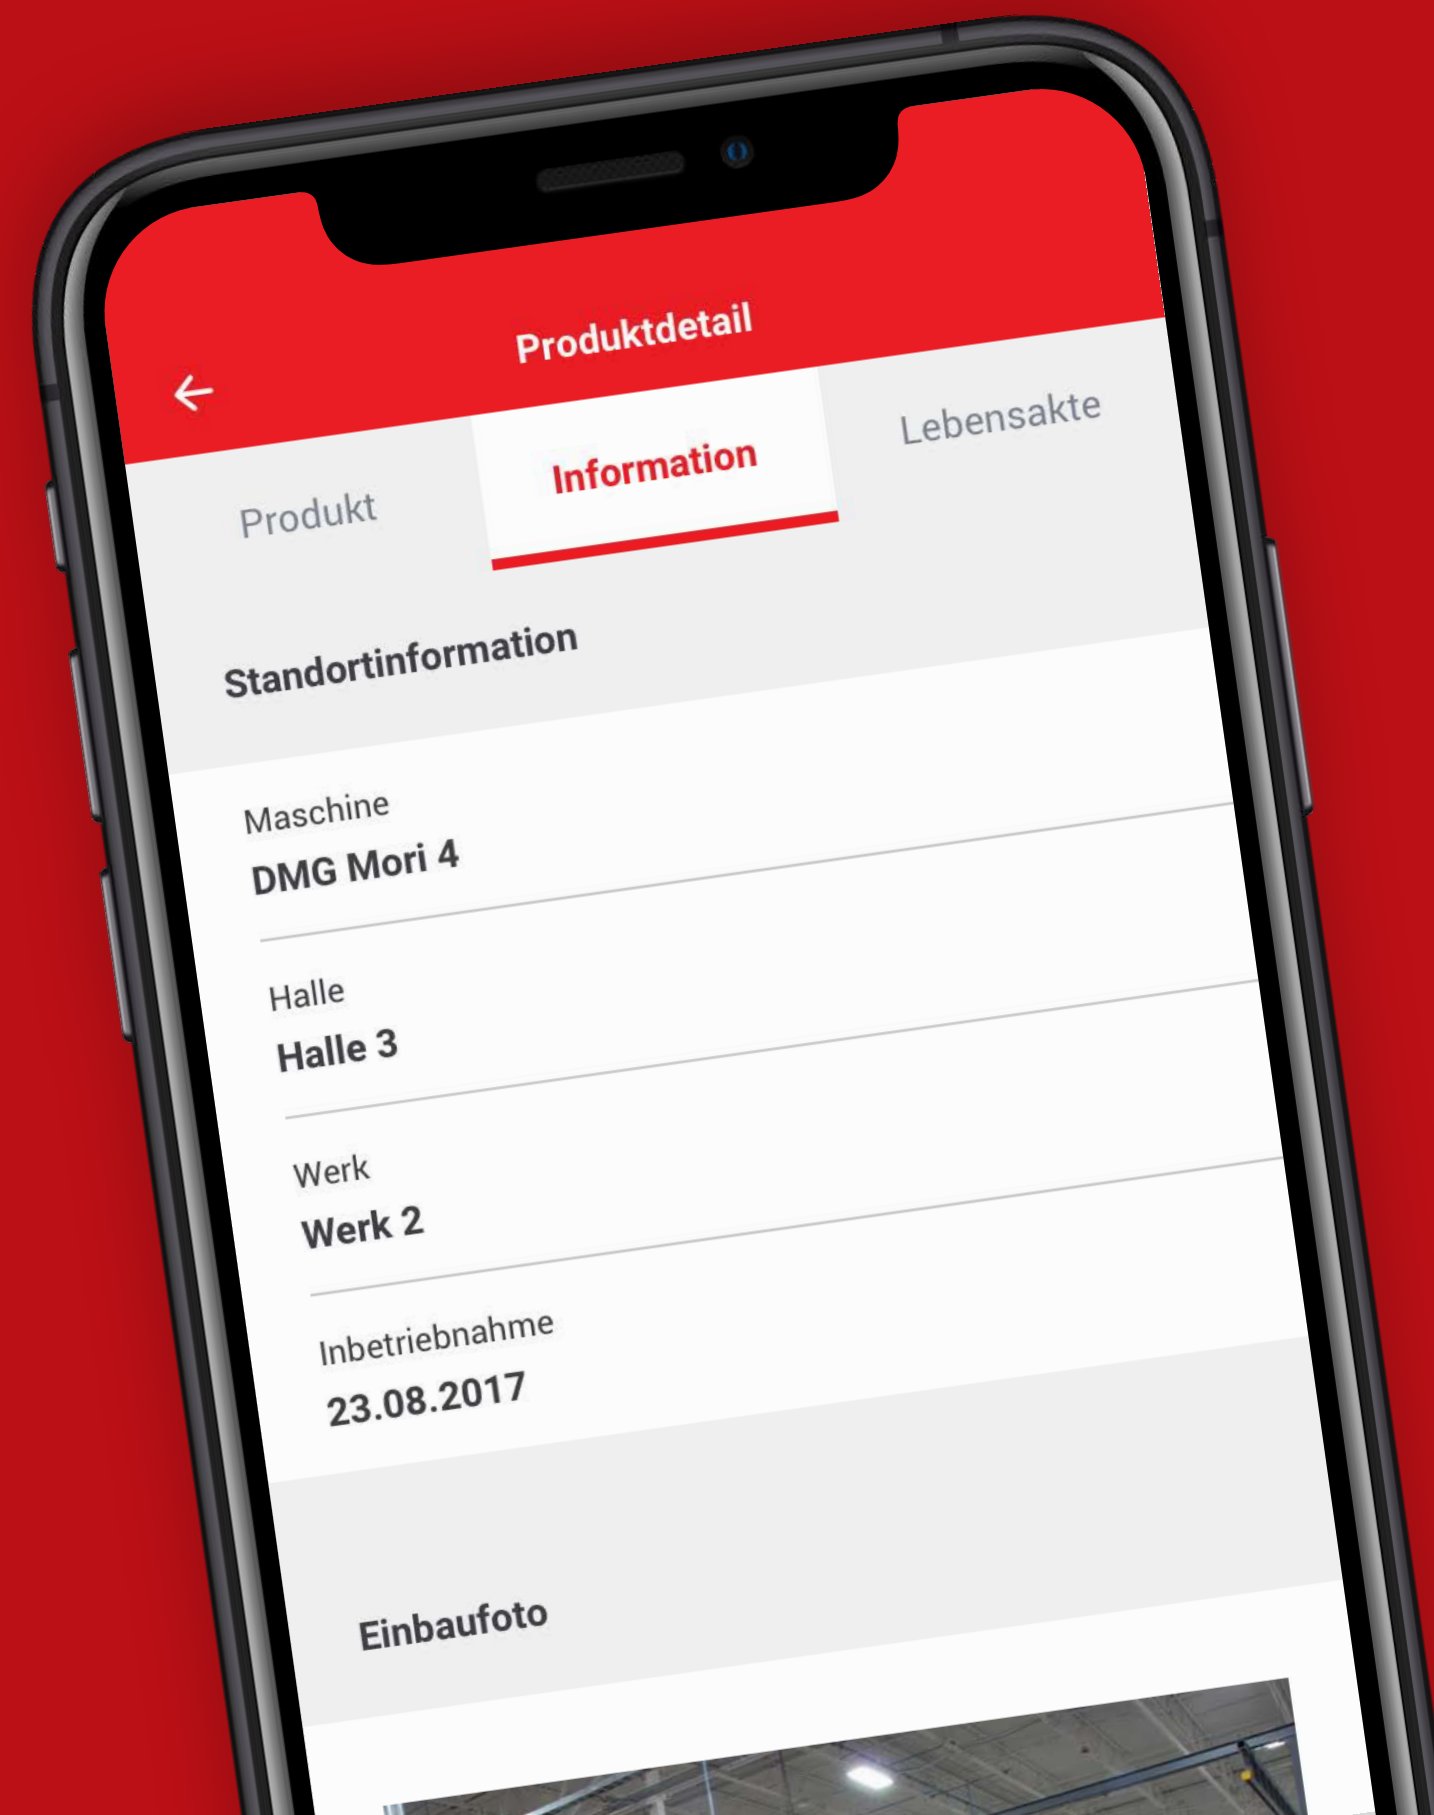 Produktdetail
Produkt
Information
Lebensakte
Standortinformation
Maschine
DMG Mori 4
Halle
Halle 3
Werk
Werk 2
Inbetriebnahme
23.08.2017
Einbaufoto